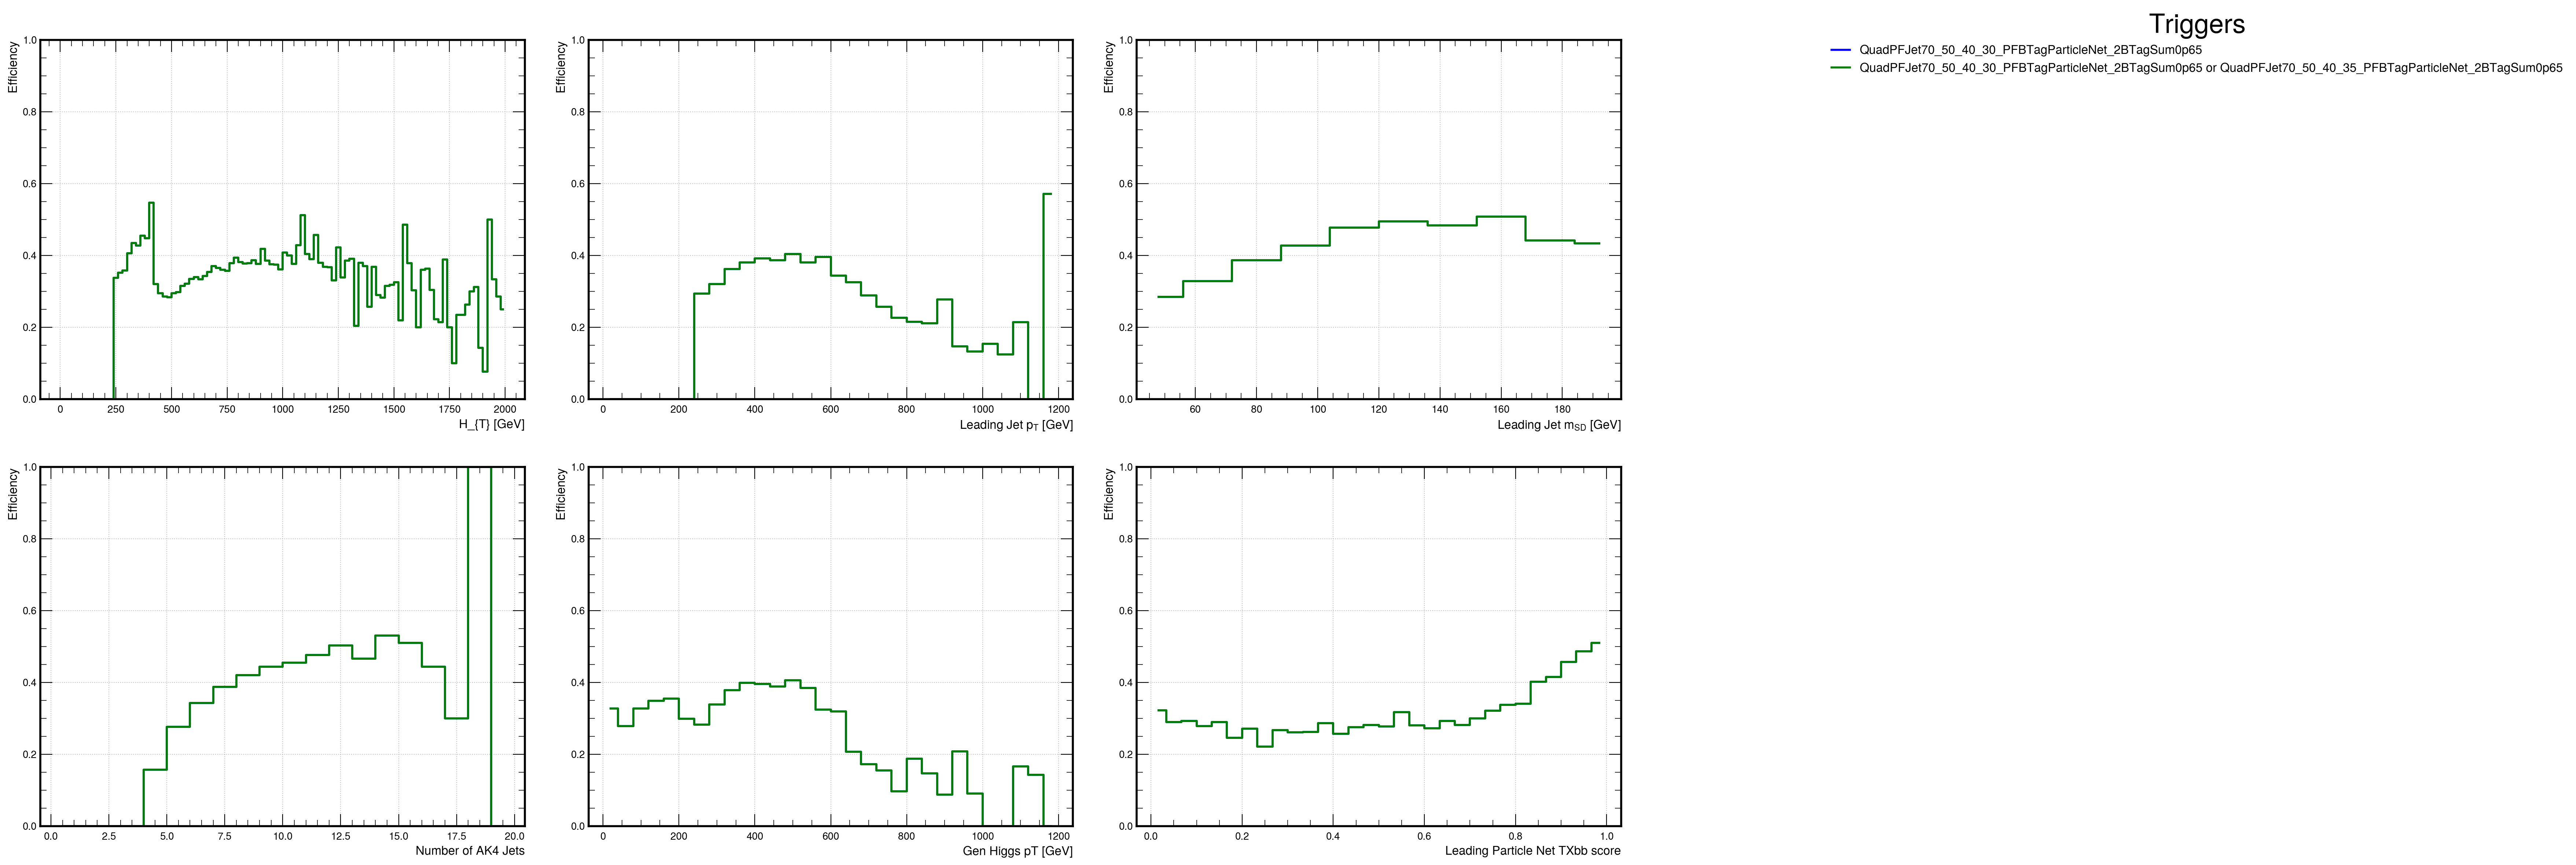 Triggers
QuadPFJet70_50_40_30_PFBTagParticleNet_2BTagSum0p65
QuadPFJet70_50_40_30_PFBTagParticleNet_2BTagSum0p65 or QuadPFJet70_50_40_35_PFBTagParticleNet_2BTagSum0p65
Efficiency
1.0
0.8
0.6
0.4
0.2
0.0
0 250 500 750 1000 1250 1500 1750 2000
H_{T} [GeV]
Efficiency
1.0
0.8
0.6
0.4
0.2
0.0
0 200 400 600 800 1000 1200
Leading Jet pT [GeV]
Efficiency
1.0
0.8
0.6
0.4
0.2
0.0
60 80 100 120 140 160 180
Leading Jet mSD [GeV]
Efficiency
1.0
0.8
0.6
0.4
0.2
0.0
0.0 2.5 5.0 7.5 10.0 12.5 15.0 17.5 20.0
Number of AK4 Jets
Efficiency
1.0
0.8
0.6
0.4
0.2
0.0
0 200 400 600 800 1000 1200
Gen Higgs pT [GeV]
Efficiency
1.0
0.8
0.6
0.4
0.2
0.0
0.0 0.2 0.4 0.6 0.8 1.0
Leading Particle Net TXbb score